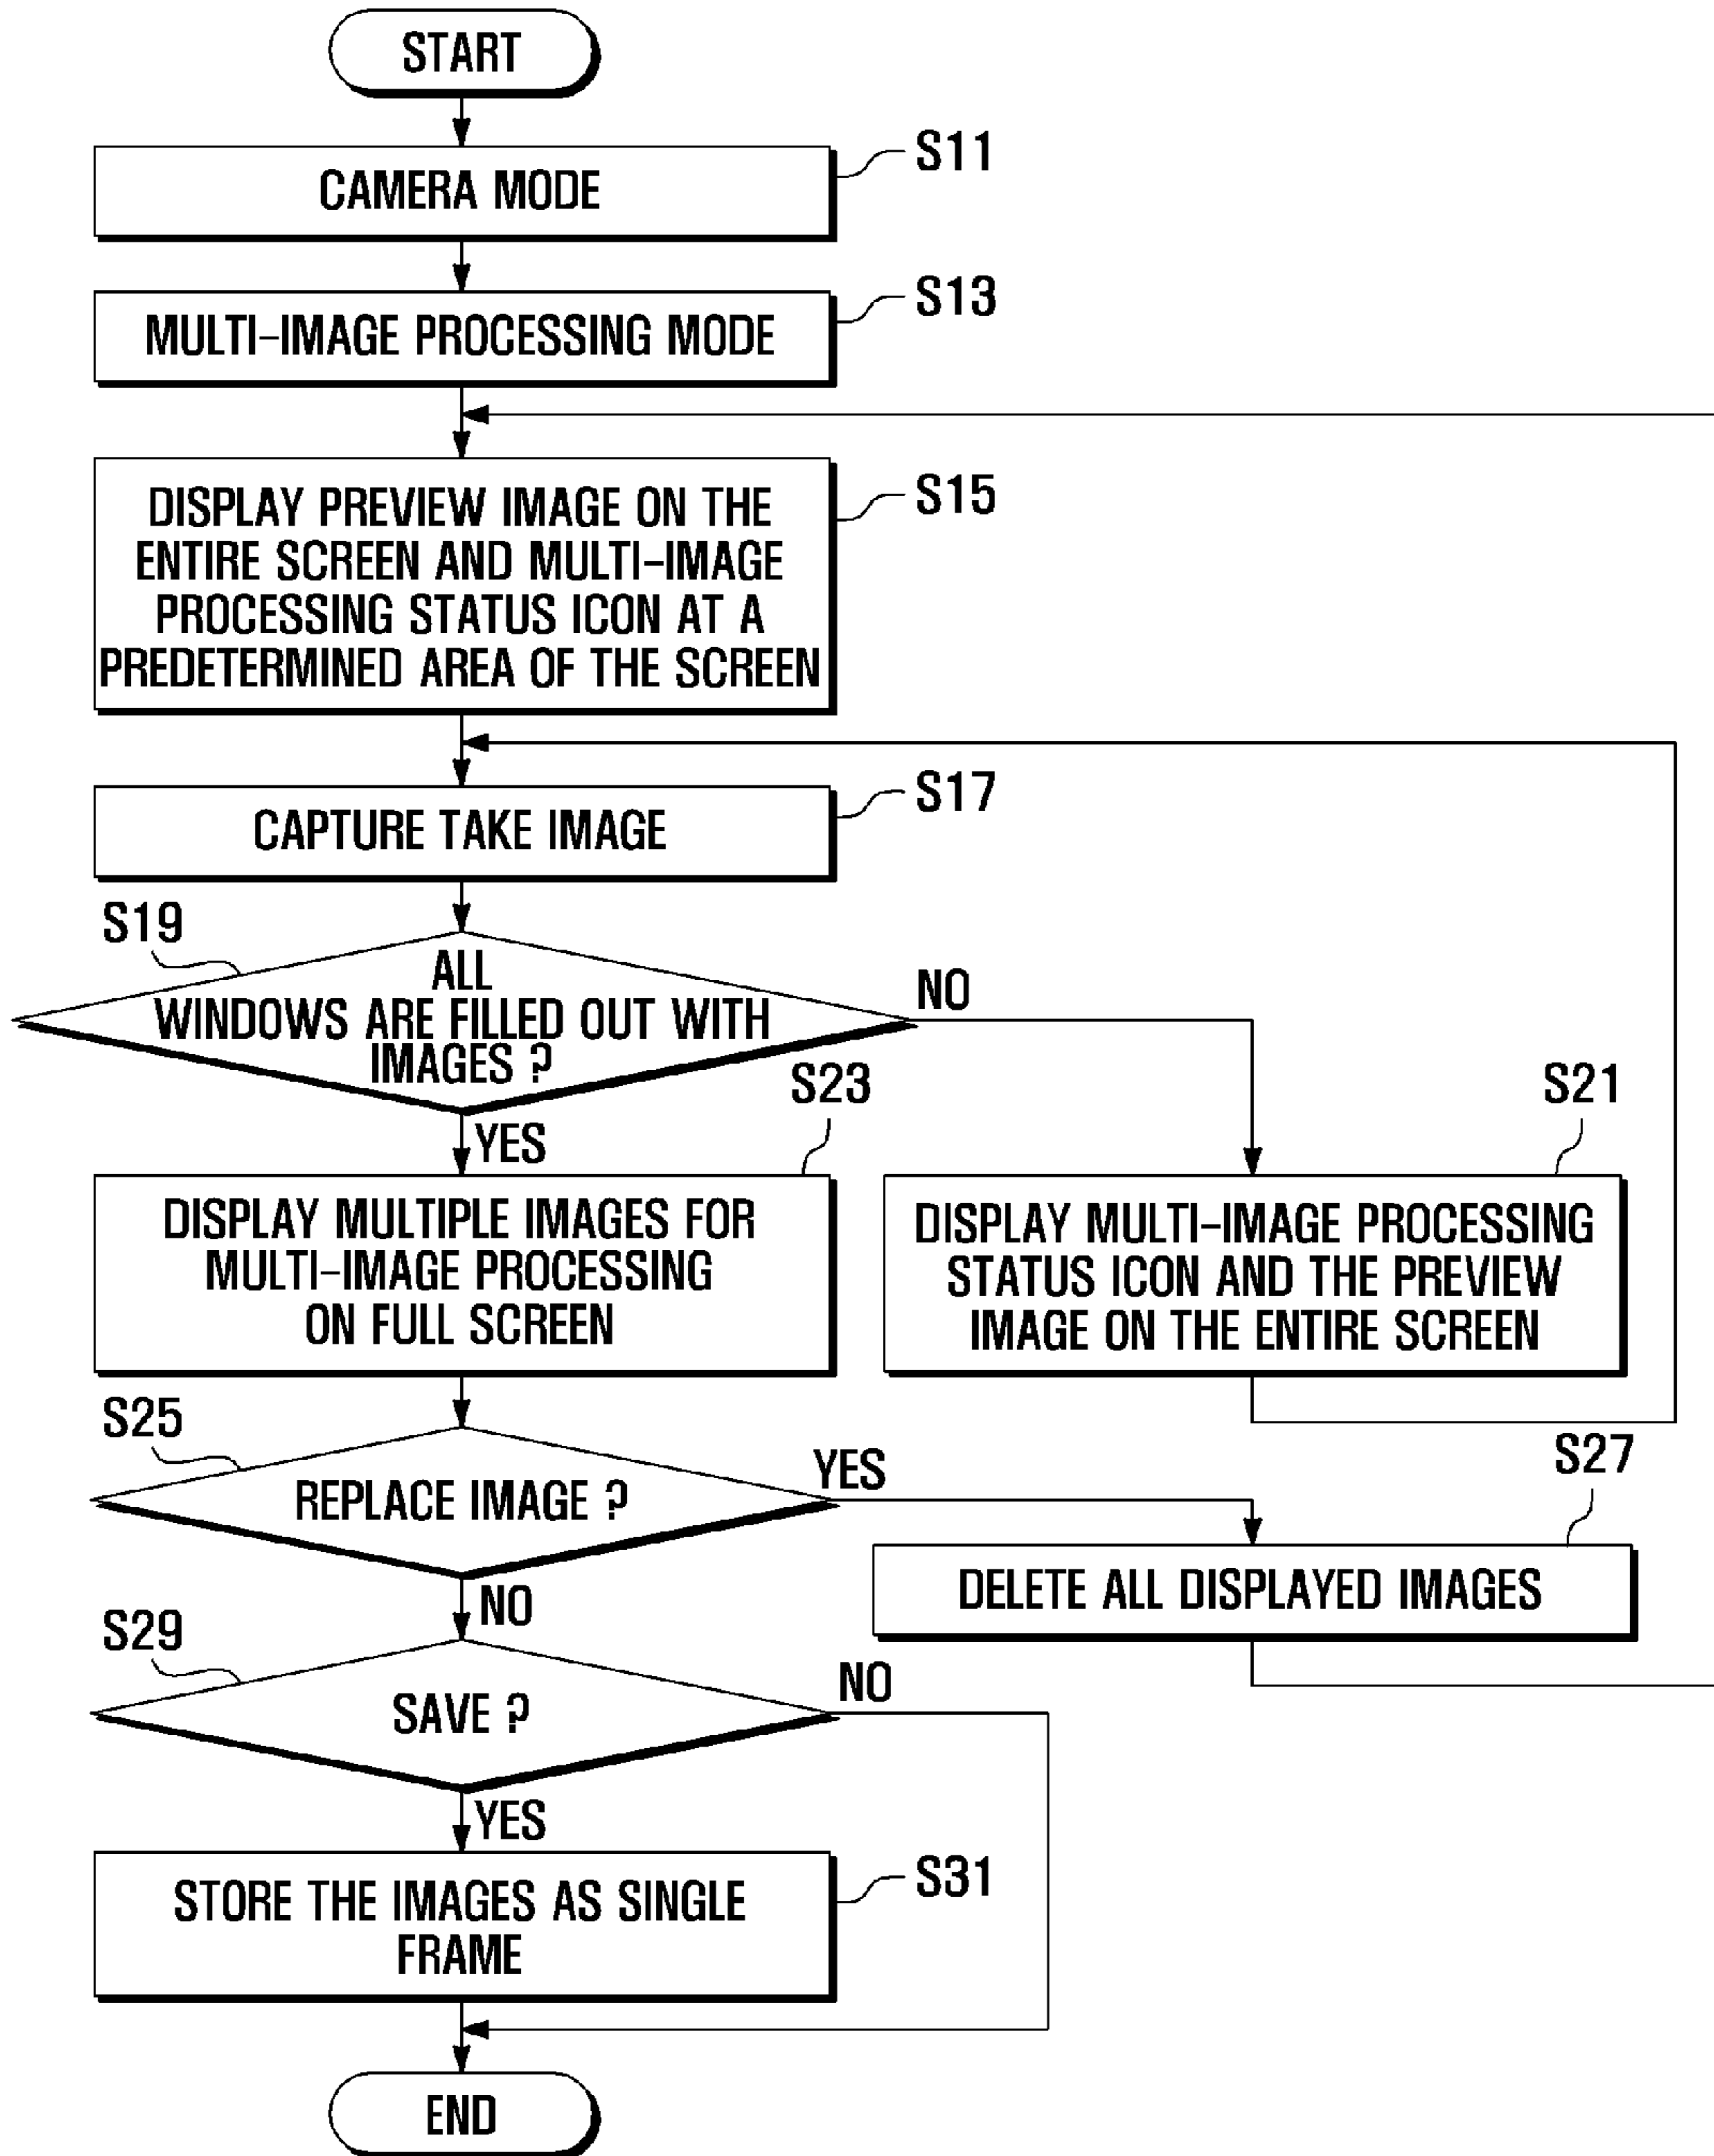 START
S11
CAMERA MODE
S13
MULTI-IMAGE PROCESSING MODE
S15
DISPLAY PREVIEW IMAGE ON THE
ENTIRE SCREEN AND MULTI-IMAGE
PROCESSING STATUS ICON AT A
PREDETERMINED AREA OF THE SCREEN
S17
CAPTURE TAKE IMAGE
S19
ALL
WINDOWS ARE FILLED OUT WITH
IMAGES ?
NO
YES
S23
DISPLAY MULTIPLE IMAGES FOR
MULTI-IMAGE PROCESSING
ON FULL SCREEN
S21
DISPLAY MULTI-IMAGE PROCESSING
STATUS ICON AND THE PREVIEW
IMAGE ON THE ENTIRE SCREEN
S25
REPLACE IMAGE ?
YES
NO
S27
DELETE ALL DISPLAYED IMAGES
S29
SAVE ?
NO
YES
S31
STORE THE IMAGES AS SINGLE
FRAME
END